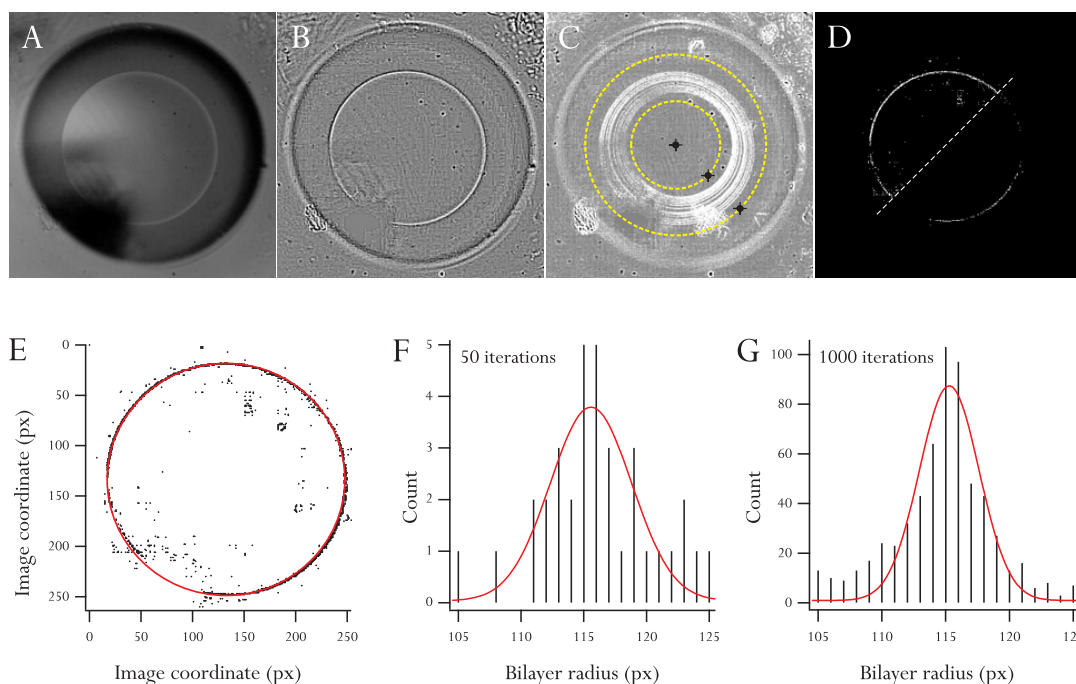 A
B
C
D
E
0
50
100
150
200
250
Image coordinate (px)
0
50
100
150
200
250
Image coordinate (px)
F
50 iterations
5
4
3
2
1
0
Count
105
110
115
120
125
Bilayer radius (px)
G
1000 iterations
100
80
60
40
20
0
Count
105
110
115
120
125
Bilayer radius (px)